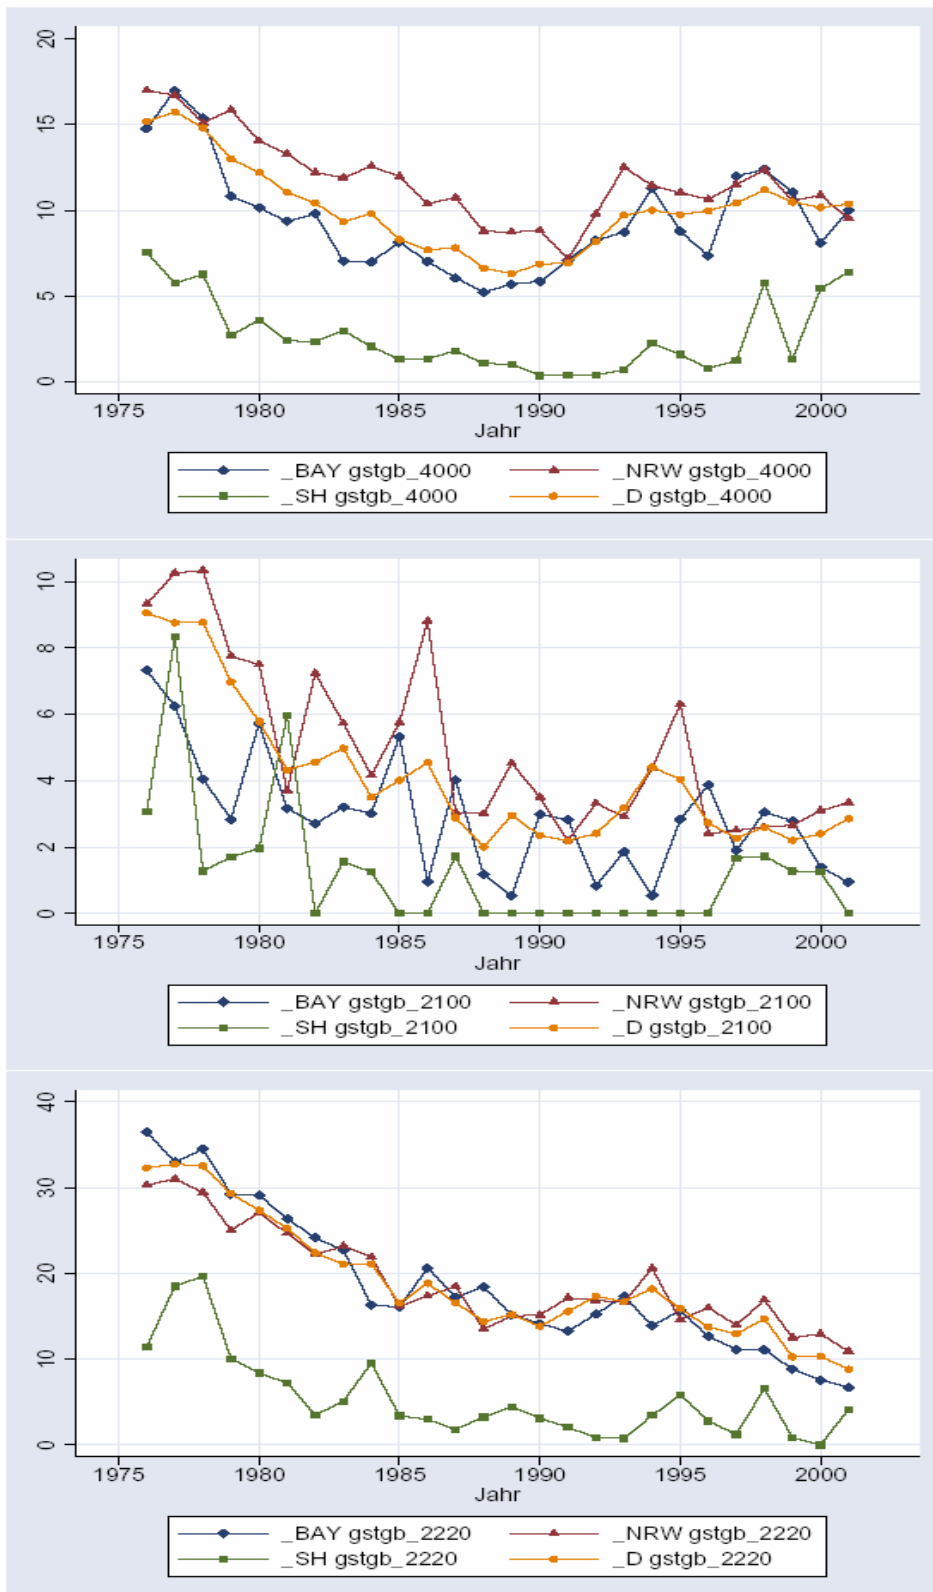 20
15
10
5
0
1975 1980 1985 1990 1995 2000
Jahr
_BAY gstgb_4000 _NRW gstgb_4000
_SH gstgb_4000 _D gstgb_4000
10
8
6
4
2
0
1975 1980 1985 1990 1995 2000
Jahr
_BAY gstgb_2100 _NRW gstgb_2100
_SH gstgb_2100 _D gstgb_2100
40
30
20
10
0
1975 1980 1985 1990 1995 2000
Jahr
_BAY gstgb_2220 _NRW gstgb_2220
_SH gstgb_2220 _D gstgb_2220